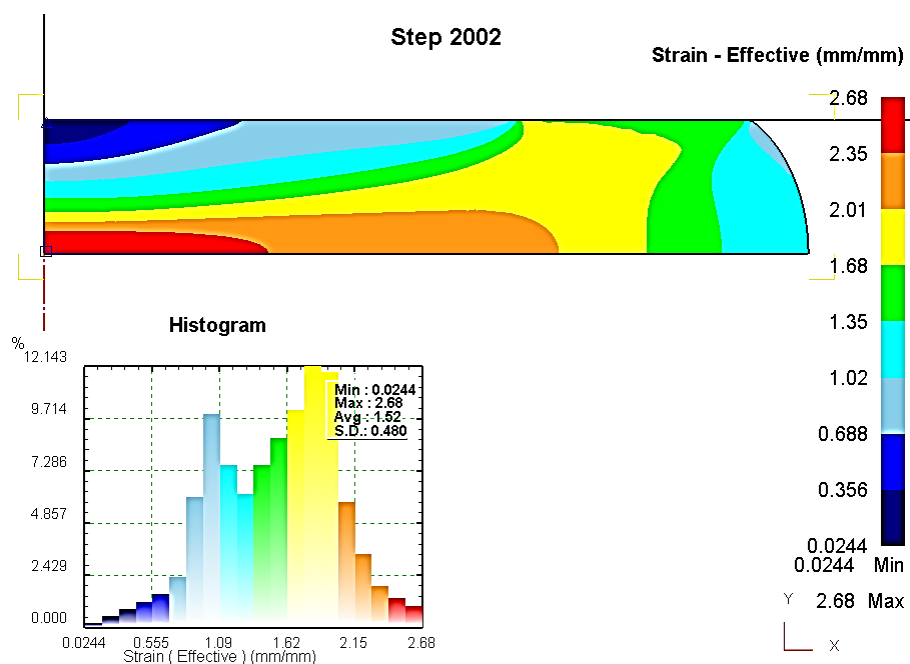 Step 2002
Strain - Effective (mm/mm)
2.68
2.35
2.01
1.68
1.35
1.02
0.688
0.356
0.0244
0.0244 Min
2.68 Max
Y
X
Histogram
%
12.143
9.714
7.286
4.857
2.429
0.000
Min : 0.0244
Max : 2.68
Avg : 1.52
S.D.: 0.480
0.0244 0.555 1.09 1.62 2.15 2.68
Strain ( Effective ) (mm/mm)